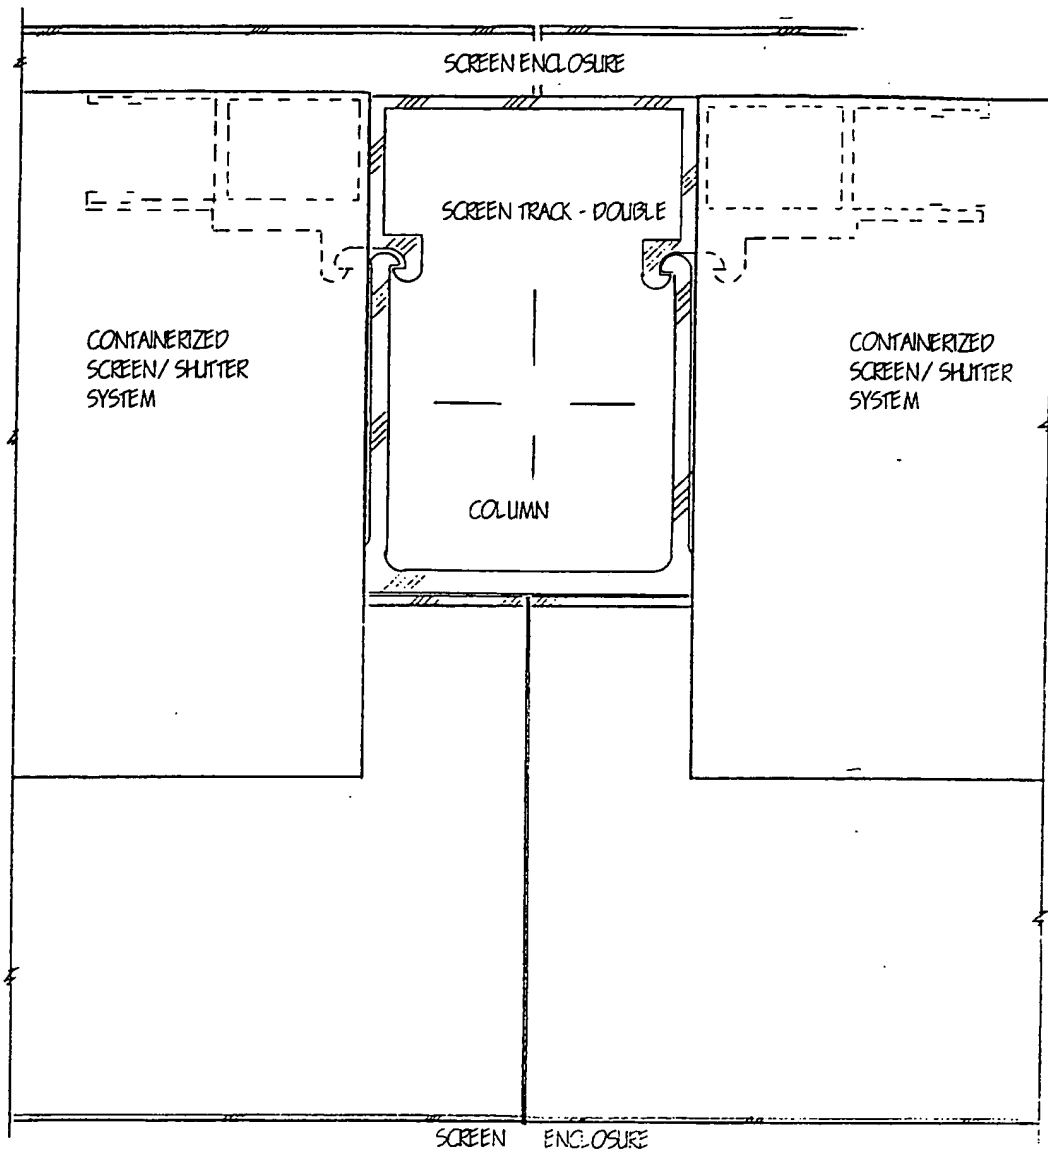 SCREEN ENCLOSURE
SCREEN TRACK - DOUBLE
CONTAINERIZED
SCREEN/ SHUTTER
SYSTEM
CONTAINERIZED
SCREEN/ SHUTTER
SYSTEM
COLUMN
SCREEN ENCLOSURE